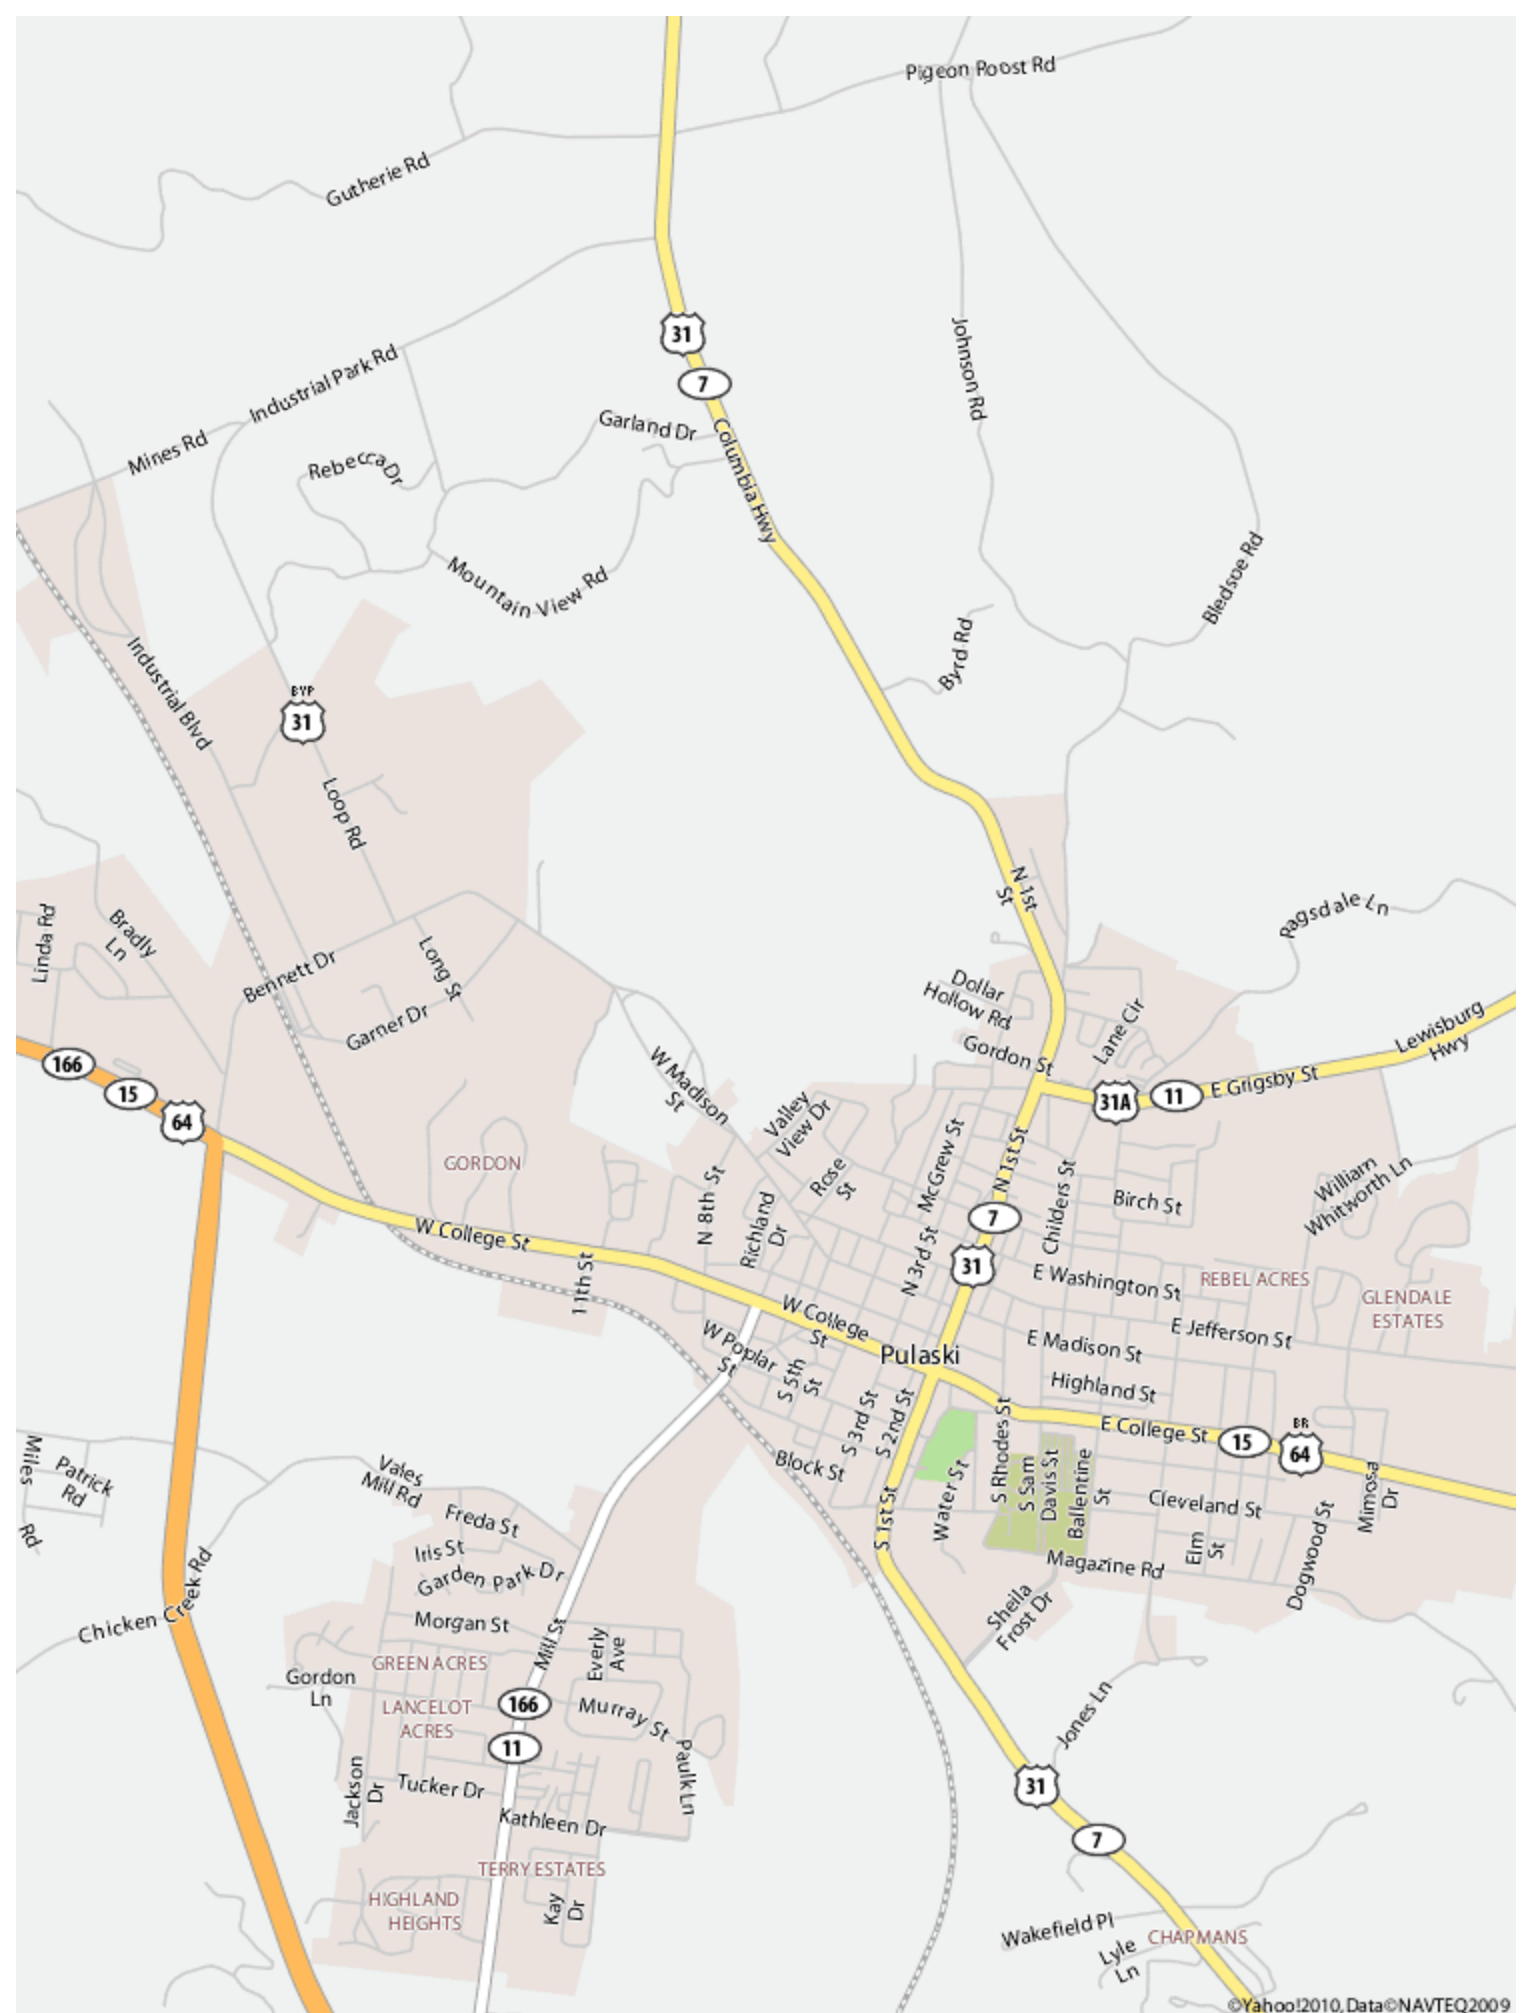 Pigeon Roost Rd
Gutherie Rd
31
7
Johnson Rd
Industrial Park Rd
Mines Rd
Garland Dr
Columbia Hwy
Rebecca Dr
Mountain View Rd
Bledsoe Rd
Byrd Rd
Industrial Blvd
BYP
31
Loop Rd
N 1st
St
Ragsdale Ln
Linda Rd
Bradly
Ln
Bennett Dr
Long St
Garner Dr
Dollar
Hollow Rd
Lane Cir
Gordon St
Lewisburg
Hwy
166
15
64
W Madison
St
31A
11
E Grigsby St
Valley
View Dr
GORDON
N 8th St
Rose
St
McGrew St
N 1st St
Childers St
Birch St
William
Whitworth Ln
W College St
Richland
Dr
7
N 3rd St
31
11th St
E Washington St
REBEL ACRES
GLENDALE
ESTATES
W College
St
E Jefferson St
W Poplar
St
Pulaski
E Madison St
S 5th
St
Highland St
S 3rd St
S 2nd St
S Rhodes St
E College St
15
BR
64
Miles
Rd
Patrick
Rd
Vales
Mill Rd
Block St
Water St
S Sam
Davis St
Ballentine
St
Mimosa
Dr
Freda St
S 1st St
Cleveland St
Iris St
Elm
St
Dogwood St
Garden Park Dr
Magazine Rd
Chicken Creek Rd
Morgan St
Mill St
Everly
Ave
Sheila
Frost Dr
GREEN ACRES
Gordon
Ln
LANCELOT
ACRES
166
Murray St
Jones Ln
11
Jackson
Dr
Tucker Dr
Paulk Ln
31
Kathleen Dr
7
TERRY ESTATES
HIGHLAND
HEIGHTS
Kay
Dr
Wakefield Pl
CHAPMANS
Lyle
Ln
©Yahoo!2010, Data©NAVTEQ2009